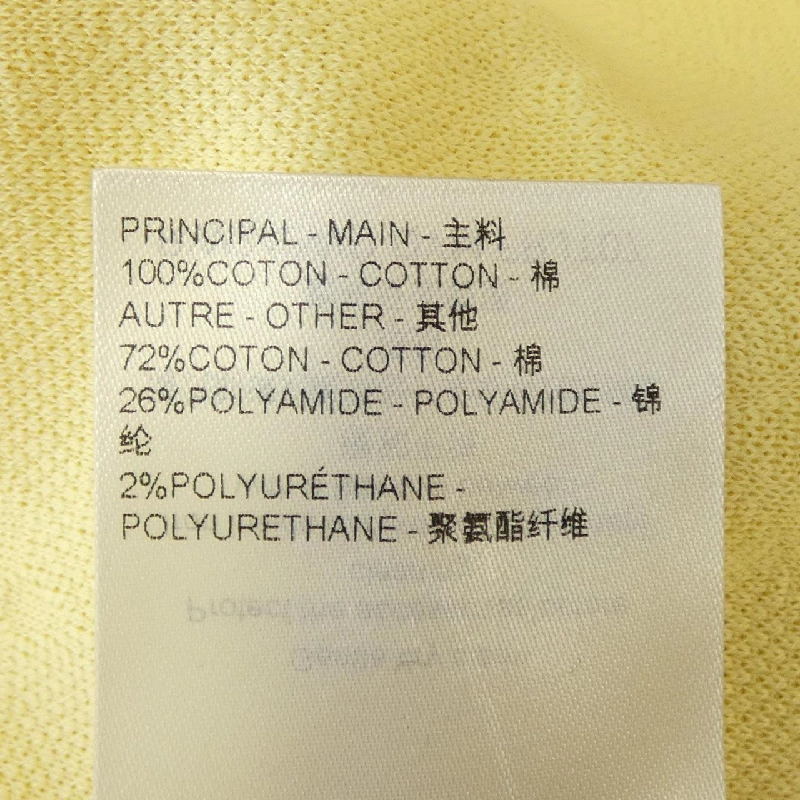 PRINCIPAL - MAIN - 主料
100%COTON - COTTON - 棉
AUTRE - OTHER - 其他
72%COTON - COTTON - 棉
26%POLYAMIDE - POLYAMIDE - 锦
纶
2%POLYURÉTHANE -
POLYURETHANE - 聚氨酯纤维